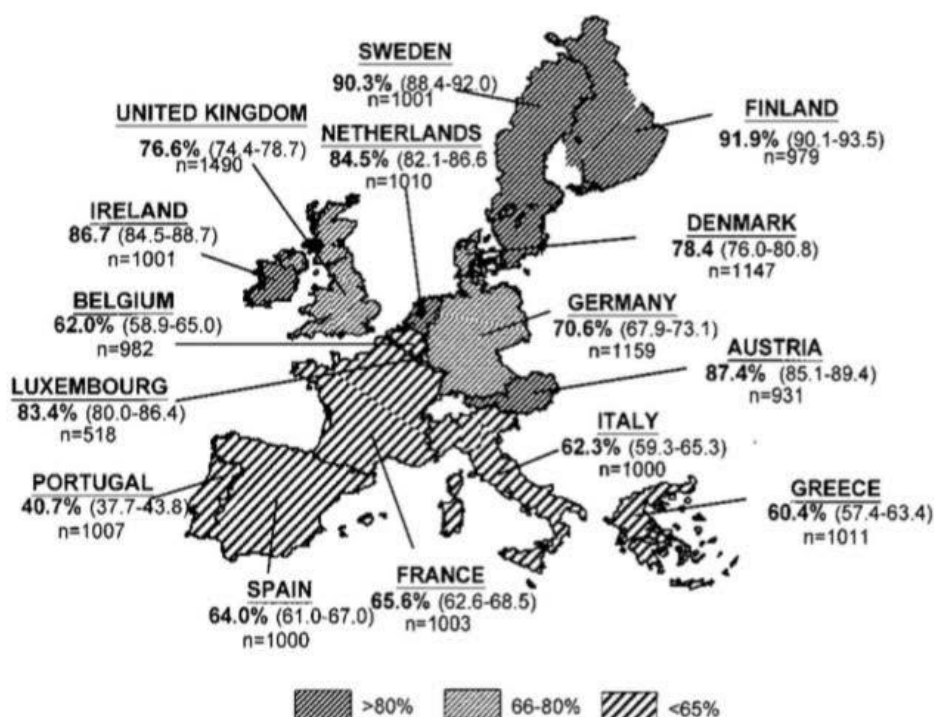 SWEDEN
90.3% (88.4-92.0)
n=1001
UNITED KINGDOM
76.6% (74.4-78.7)
n=1490
NETHERLANDS
84.5% (82.1-86.6
n=1010
FINLAND
91.9% (90.1-93.5)
n=979
IRELAND
86.7 (84.5-88.7)
n=1001
DENMARK
78.4 (76.0-80.8)
n=1147
BELGIUM
62.0% (58.9-65.0)
n=982
GERMANY
70.6% (67.9-73.1)
n=1159
AUSTRIA
87.4% (85.1-89.4)
n=931
LUXEMBOURG
83.4% (80.0-86.4)
n=518
ITALY
62.3% (59.3-65.3)
n=1000
PORTUGAL
40.7% (37.7-43.8)
n=1007
GREECE
60.4% (57.4-63.4)
n=1011
SPAIN
64.0% (61.0-67.0)
n=1000
FRANCE
65.6% (62.6-68.5)
n=1003
>80%
66-80%
<65%